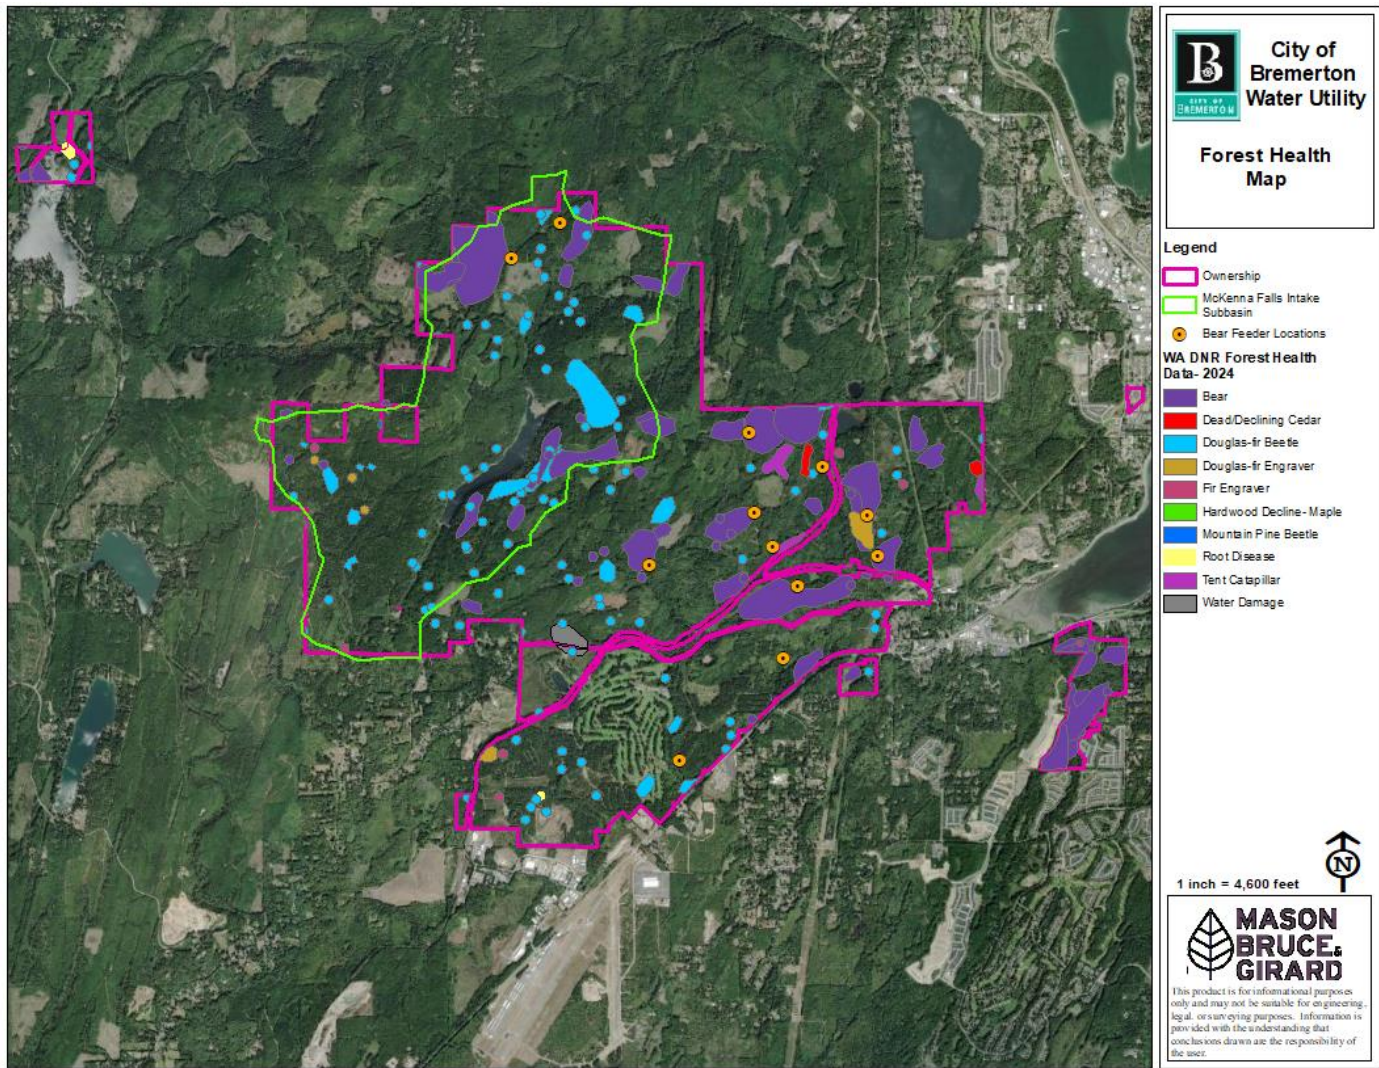 B
CITY OF
BREMERTON
City of
Bremerton
Water Utility
Forest Health
Map
Legend
Ownership
McKenna Falls Intake
Subbasin
Bear Feeder Locations
WA DNR Forest Health
Data- 2024
Bear
Dead/Declining Cedar
Douglas-fir Beetle
Douglas-fir Engraver
Fir Engraver
Hardwood Decline- Maple
Mountain Pine Beetle
Root Disease
Tent Catapillar
Water Damage
N
1 inch = 4,600 feet
MASON
BRUCE &
GIRARD
This product is for informational purposes
only and may not be suitable for engineering,
legal, or surveying purposes. Information is
provided with the understanding that
conclusions drawn are the responsibility of
the user.